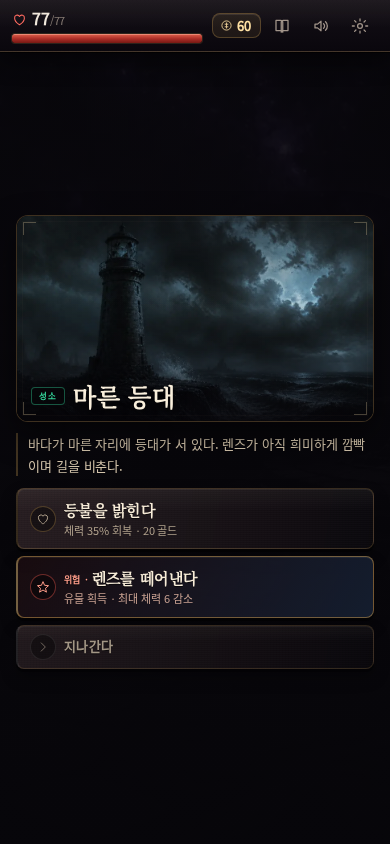 77/77
60
성소 마른 등대
바다가 마른 자리에 등대가 서 있다. 렌즈가 아직 희미하게 깜빡
이며 길을 비춘다.
등불을 밝힌다
체력 35% 회복 · 20 골드
위험 · 렌즈를 떼어낸다
유물 획득 · 최대 체력 6 감소
지나간다